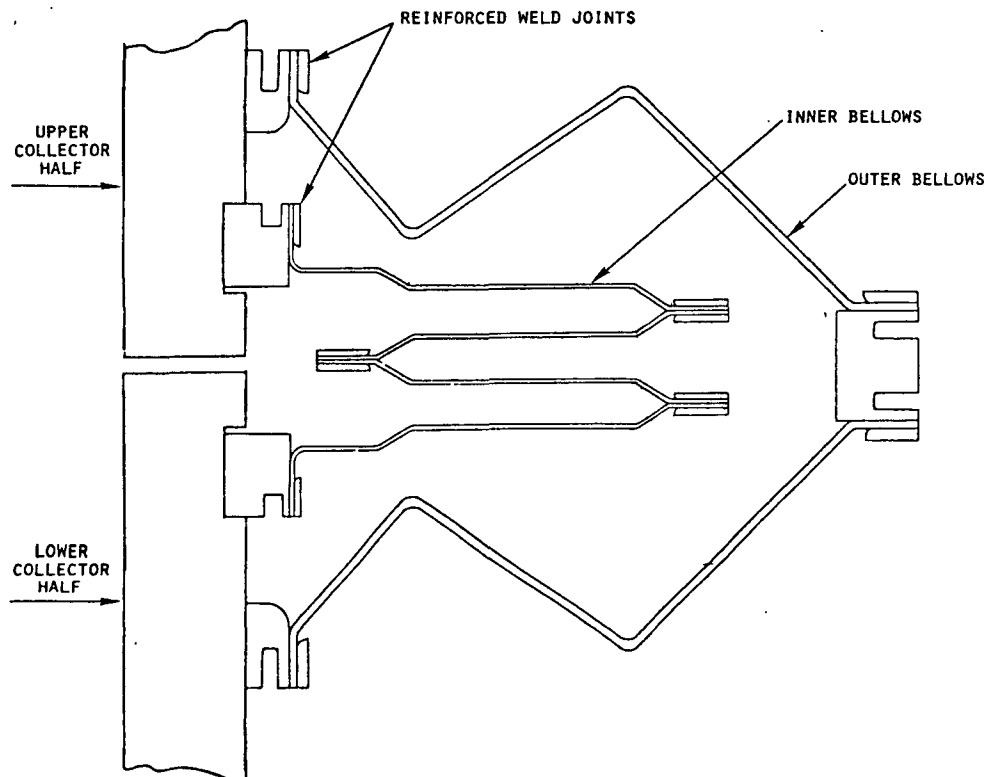 REINFORCED WELD JOINTS
INNER BELLOWS
UPPER
COLLECTOR
HALF
OUTER BELLOWS
LOWER
COLLECTOR
HALF